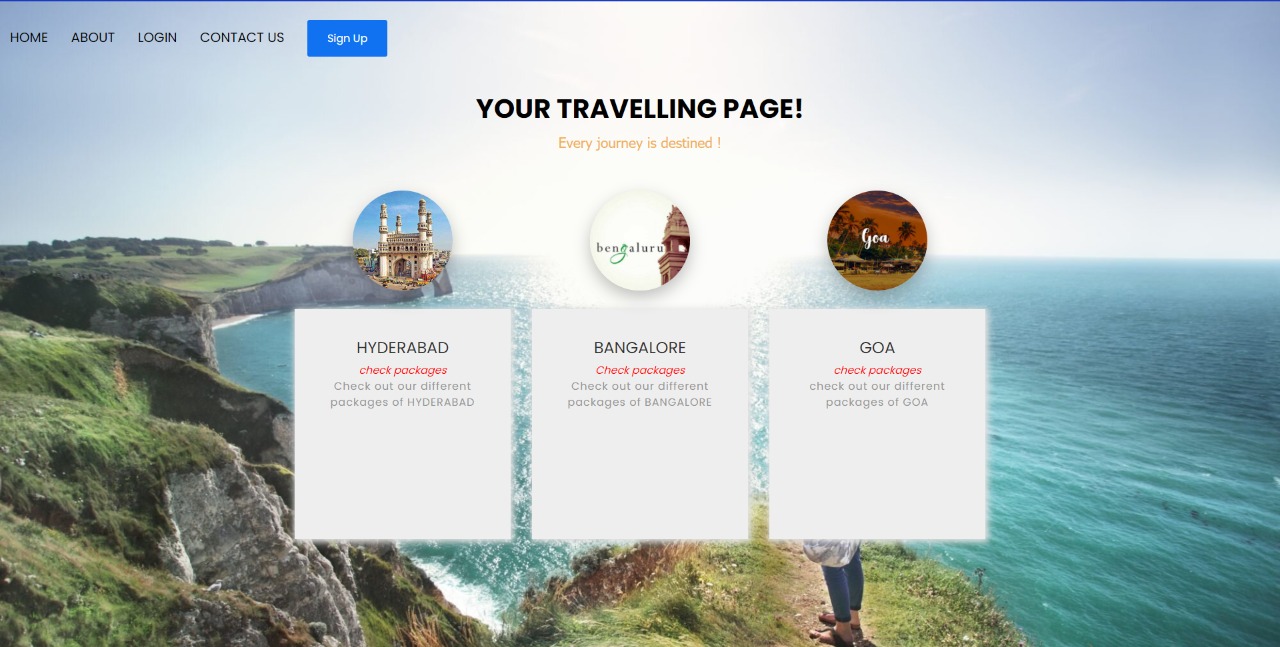 HOME ABOUT LOGIN CONTACT US Sign Up
YOUR TRAVELLING PAGE!
Every journey is destined !
bengaluru
Goa
HYDERABAD
check packages
Check out our different
packages of HYDERABAD
BANGALORE
Check packages
Check out our different
packages of BANGALORE
GOA
check packages
check out our different
packages of GOA